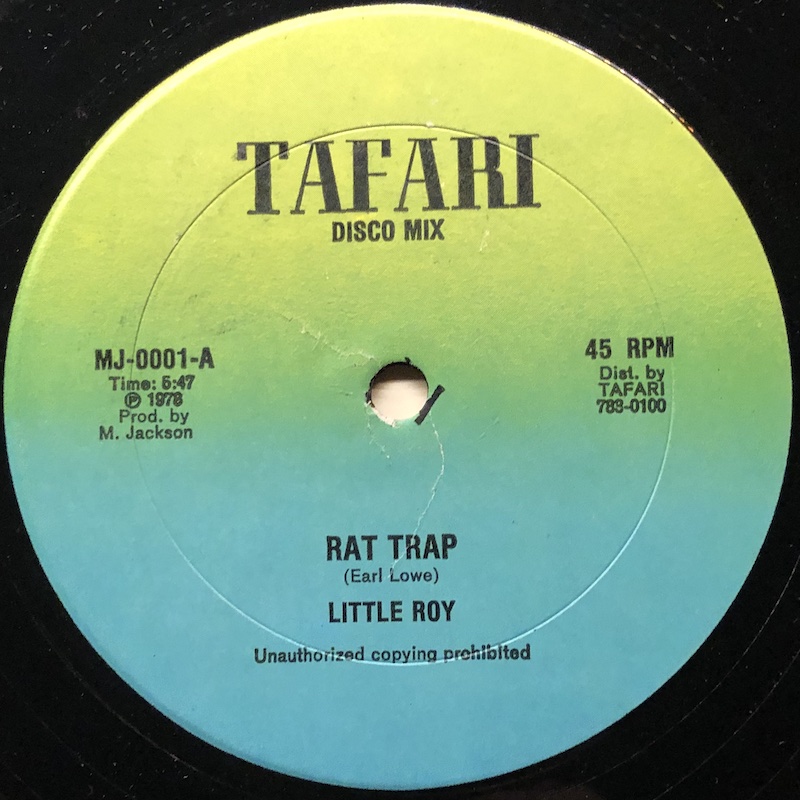 TAFARI
DISCO MIX
MJ-0001-A
Time: 5:47
℗ 1978
Prod. by
M. Jackson
45 RPM
Dist. by
TAFARI
783-0100
RAT TRAP
(Earl Lowe)
LITTLE ROY
Unauthorized copying prohibited